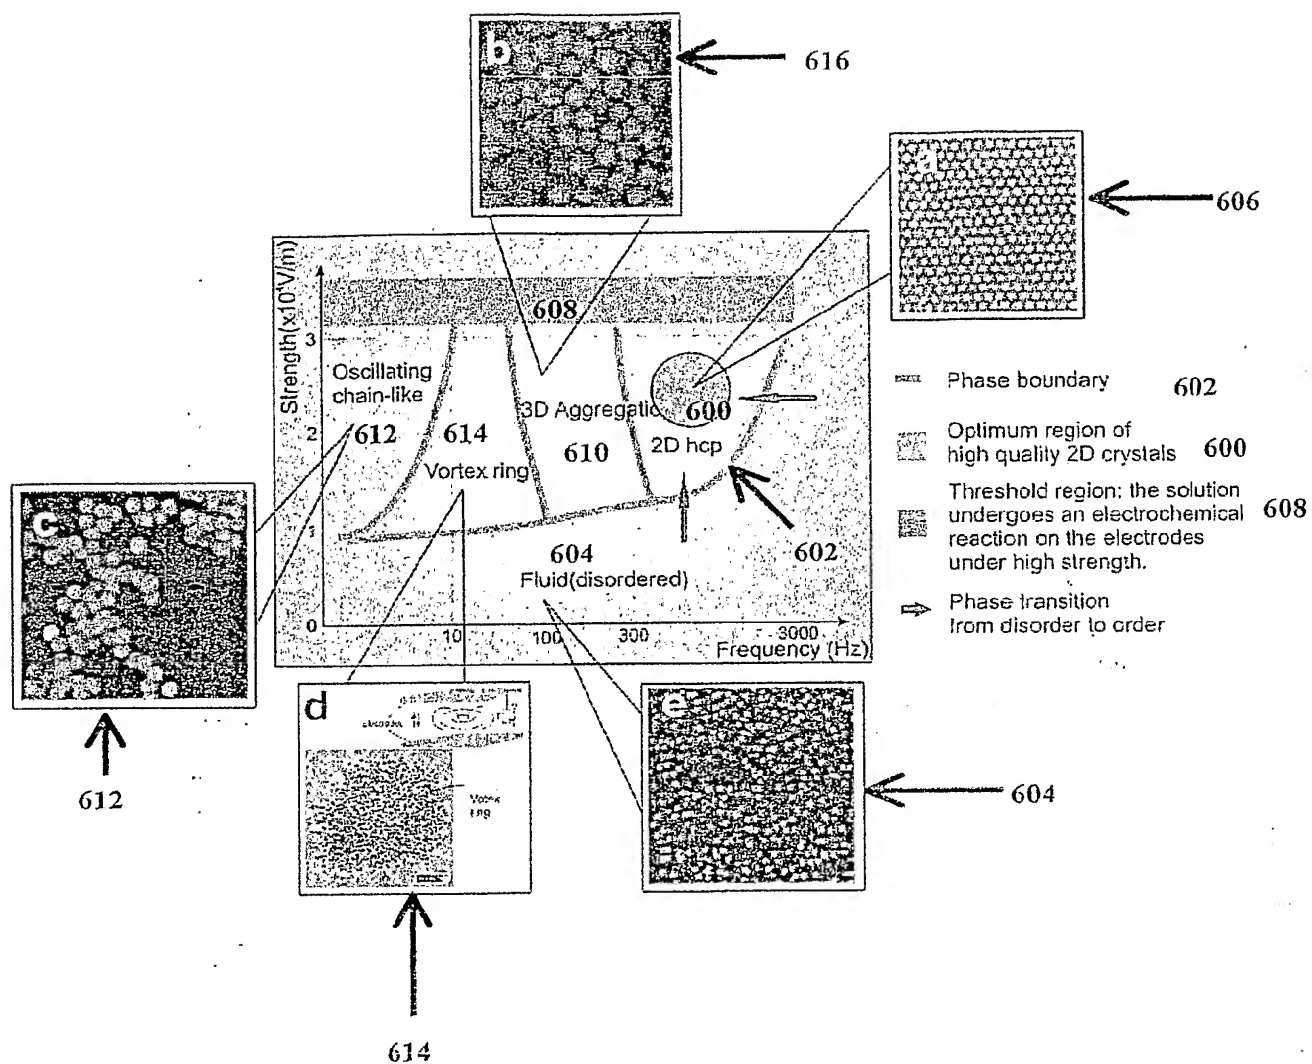 b
616
a
606
Strength(x10⁴V/m)
3
2
1
0
608
Oscillating
chain-like
612
614
Vortex ring
3D Aggregatio
610
600
2D hcp
602
604
Fluid(disordered)
10
100
300
3000
Frequency (Hz)
Phase boundary 602
Optimum region of
high quality 2D crystals 600
Threshold region: the solution
undergoes an electrochemical 608
reaction on the electrodes
under high strength.
Phase transition
from disorder to order
c
612
d
Votex
ring
614
e
604